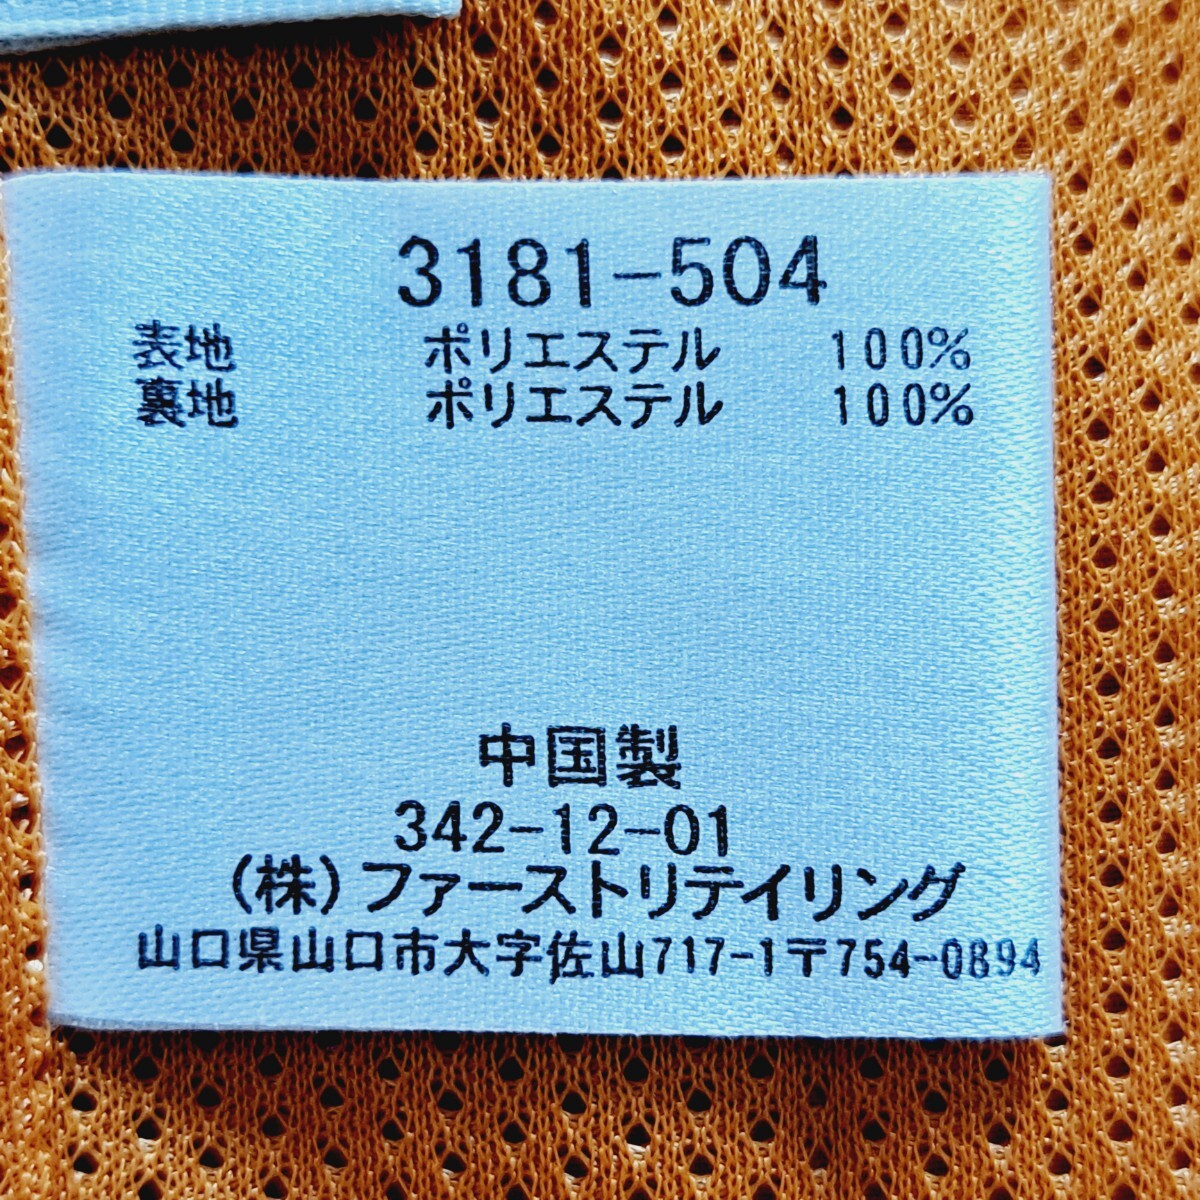 3181-504
表地 ポリエステル 100%
裏地 ポリエステル 100%
中国製
342-12-01
(株)ファーストリテイリング
山口県山口市大字佐山717-1〒754-0894